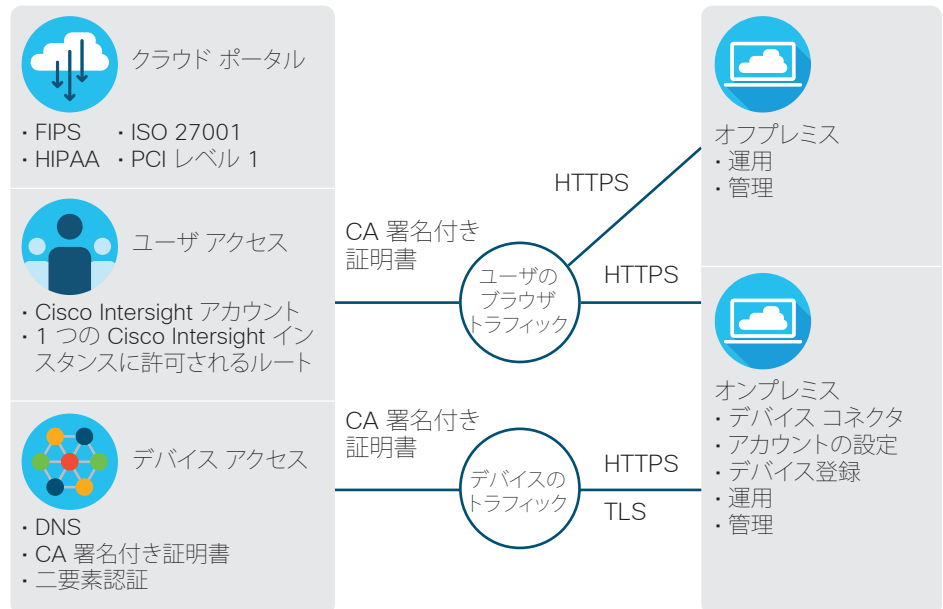 クラウド ポータル
・FIPS ・ISO 27001
・HIPAA ・PCI レベル 1
ユーザ アクセス
・Cisco Intersight アカウント
・1 つの Cisco Intersight イン
スタンスに許可されるルート
デバイス アクセス
・DNS
・CA 署名付き証明書
・二要素認証
CA 署名付き
証明書
ユーザの
ブラウザ
トラフィック
HTTPS
HTTPS
CA 署名付き
証明書
デバイスの
トラフィック
HTTPS
TLS
オフプレミス
・運用
・管理
オンプレミス
・デバイス コネクタ
・アカウントの設定
・デバイス登録
・運用
・管理